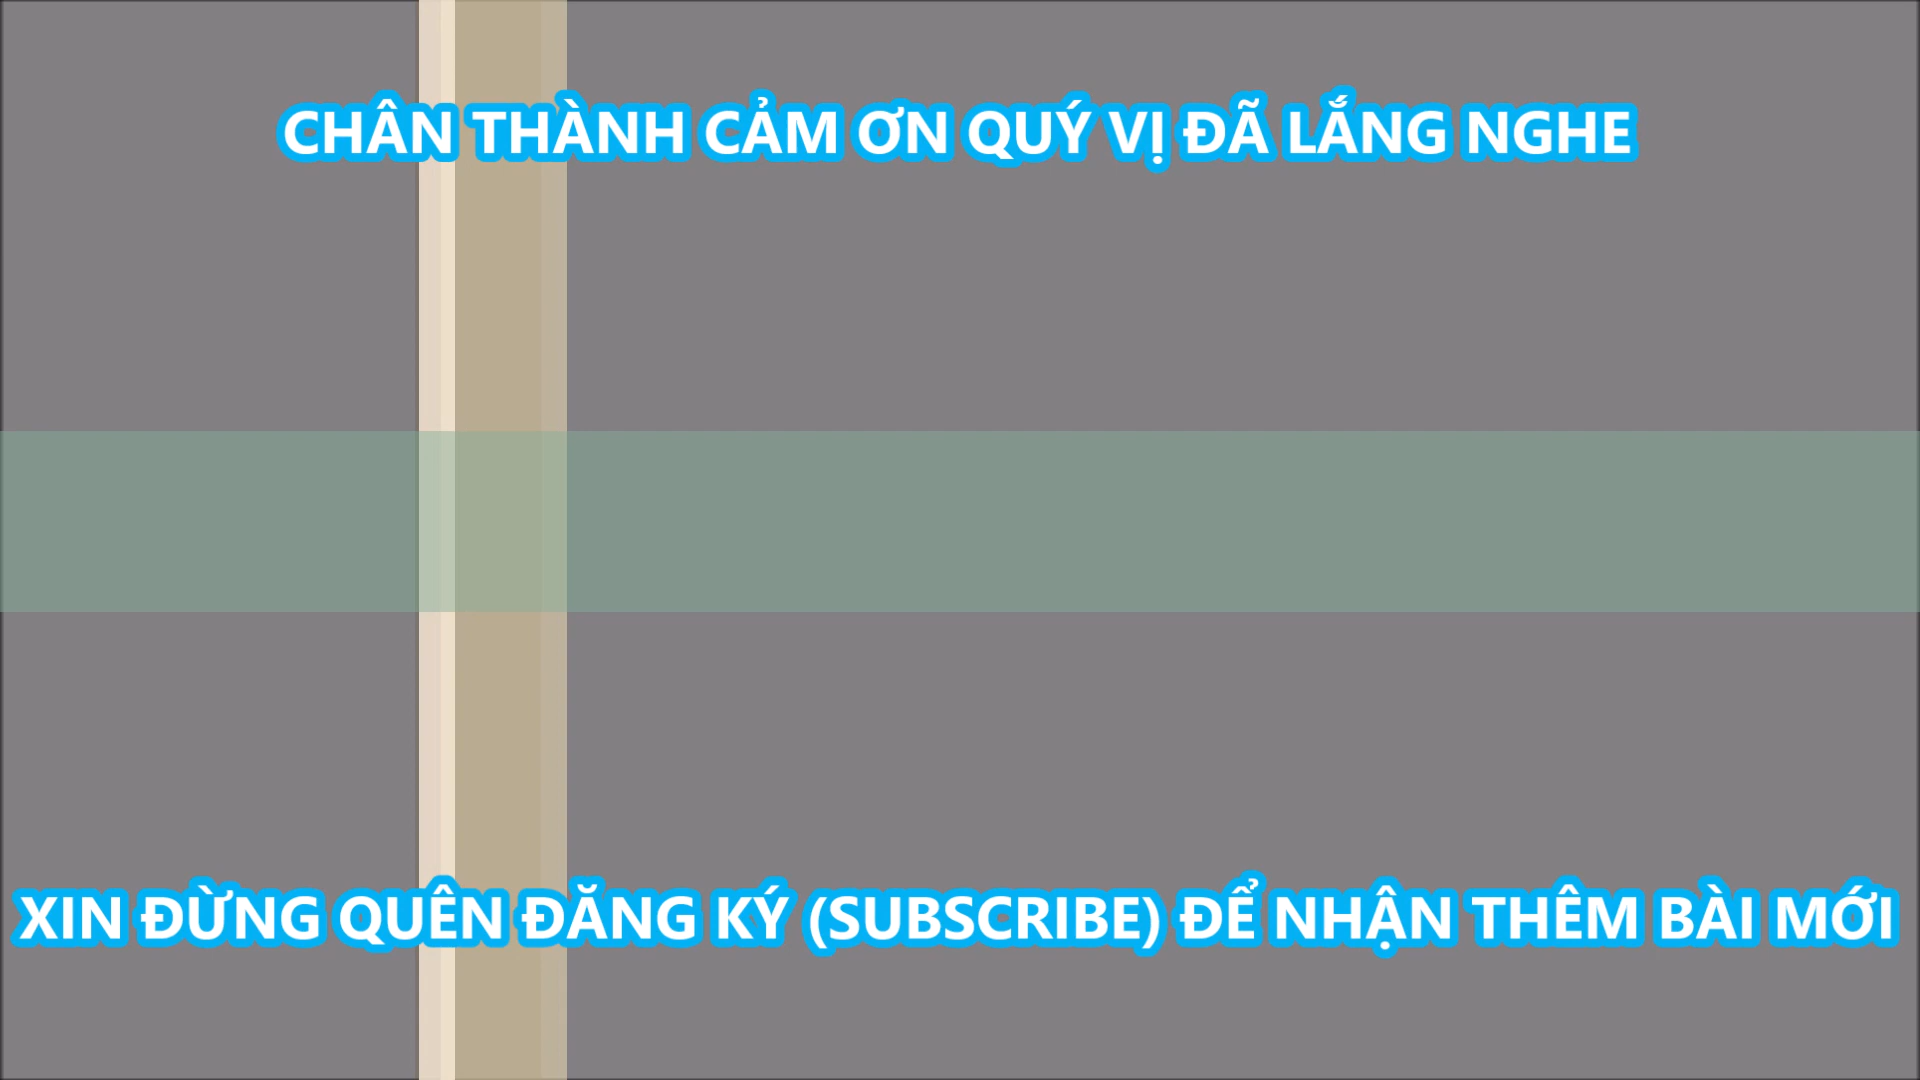 CHÂN THÀNH CẢM ƠN QUÝ VỊ ĐÃ LẮNG NGHE
XIN ĐỪNG QUÊN ĐĂNG KÝ (SUBSCRIBE) ĐỂ NHẬN THÊM BÀI MỚI